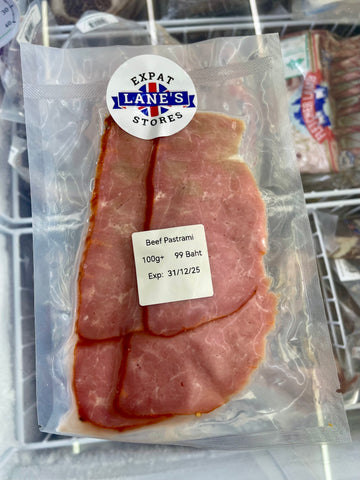 EXPAT
LANE'S
STORES
Beef Pastrami
100g+ 99 Baht
Exp: 31/12/25